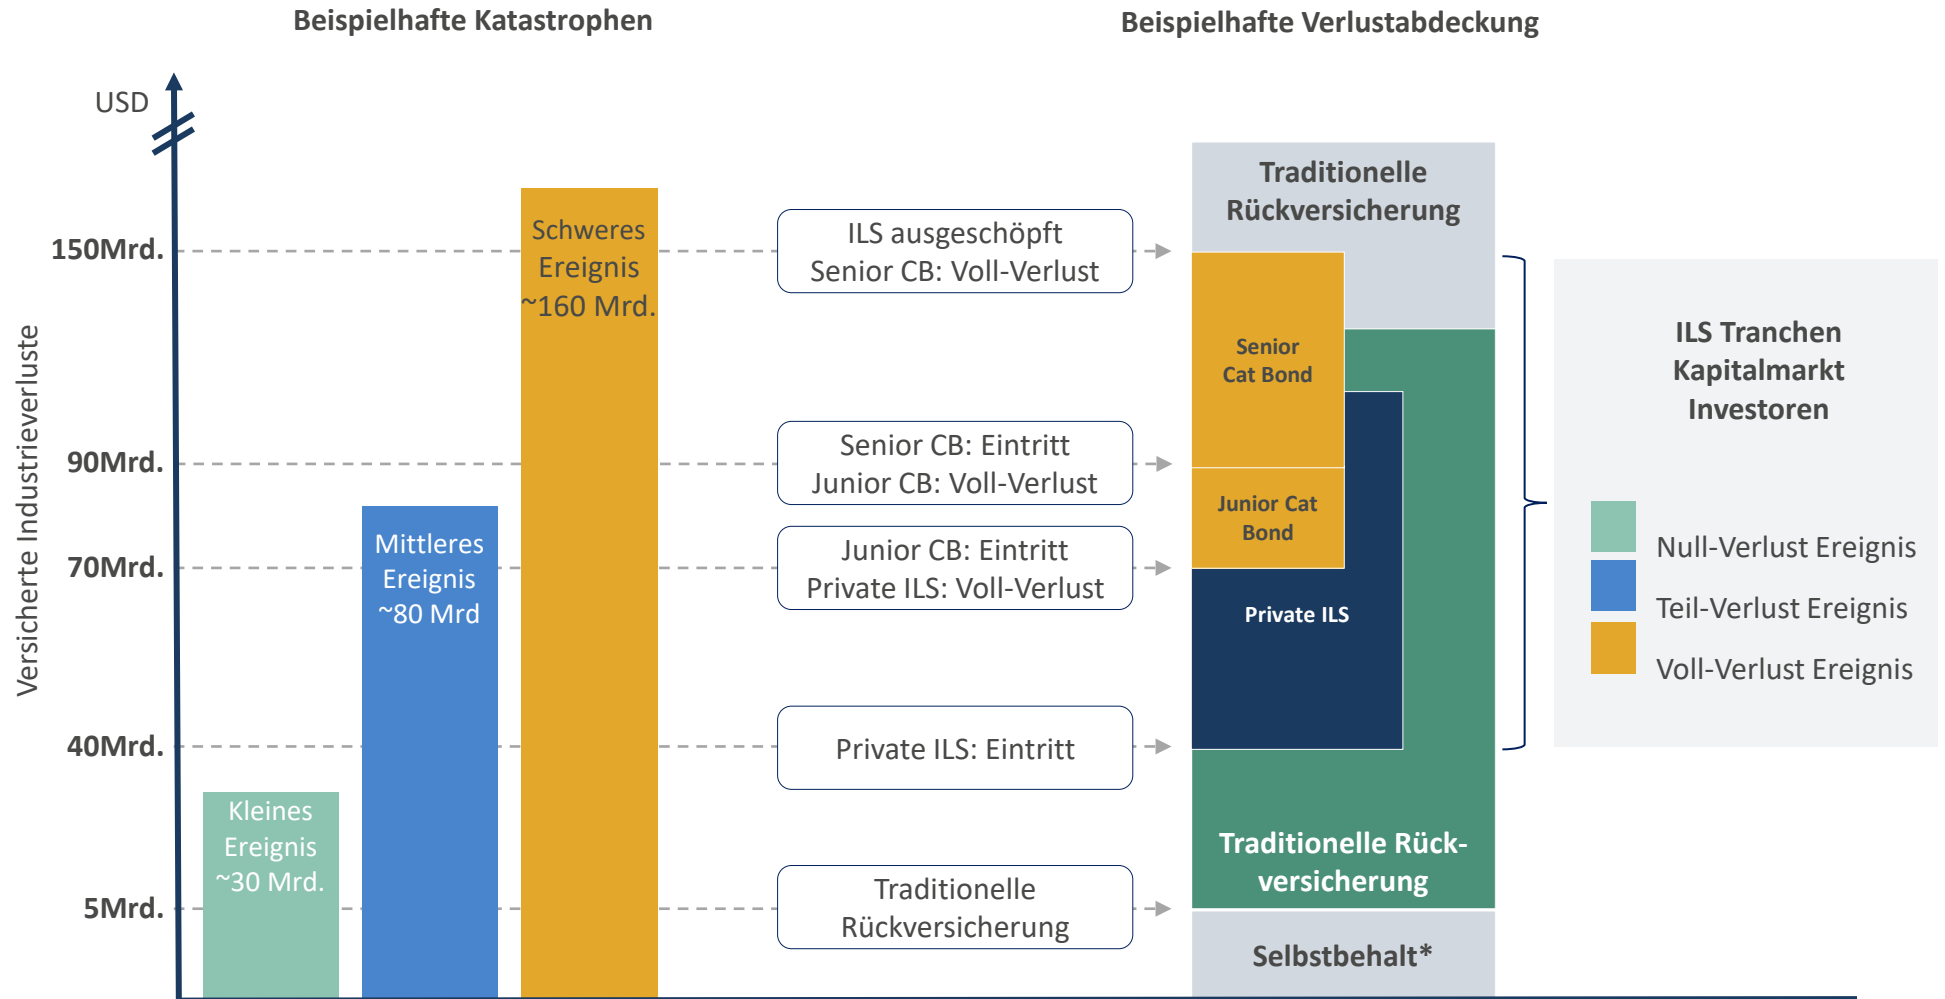 Beispielhafte Katastrophen
Beispielhafte Verlustabdeckung
USD
Versicherte Industrieverluste
150Mrd.
90Mrd.
70Mrd.
40Mrd.
5Mrd.
Kleines
Ereignis
~30 Mrd.
Mittleres
Ereignis
~80 Mrd
Schweres
Ereignis
~160 Mrd.
ILS ausgeschöpft
Senior CB: Voll-Verlust
Senior CB: Eintritt
Junior CB: Voll-Verlust
Junior CB: Eintritt
Private ILS: Voll-Verlust
Private ILS: Eintritt
Traditionelle
Rückversicherung
Traditionelle
Rückversicherung
Senior
Cat Bond
Junior Cat
Bond
Private ILS
Traditionelle Rück-
versicherung
Selbstbehalt*
ILS Tranchen
Kapitalmarkt
Investoren
Null-Verlust Ereignis
Teil-Verlust Ereignis
Voll-Verlust Ereignis